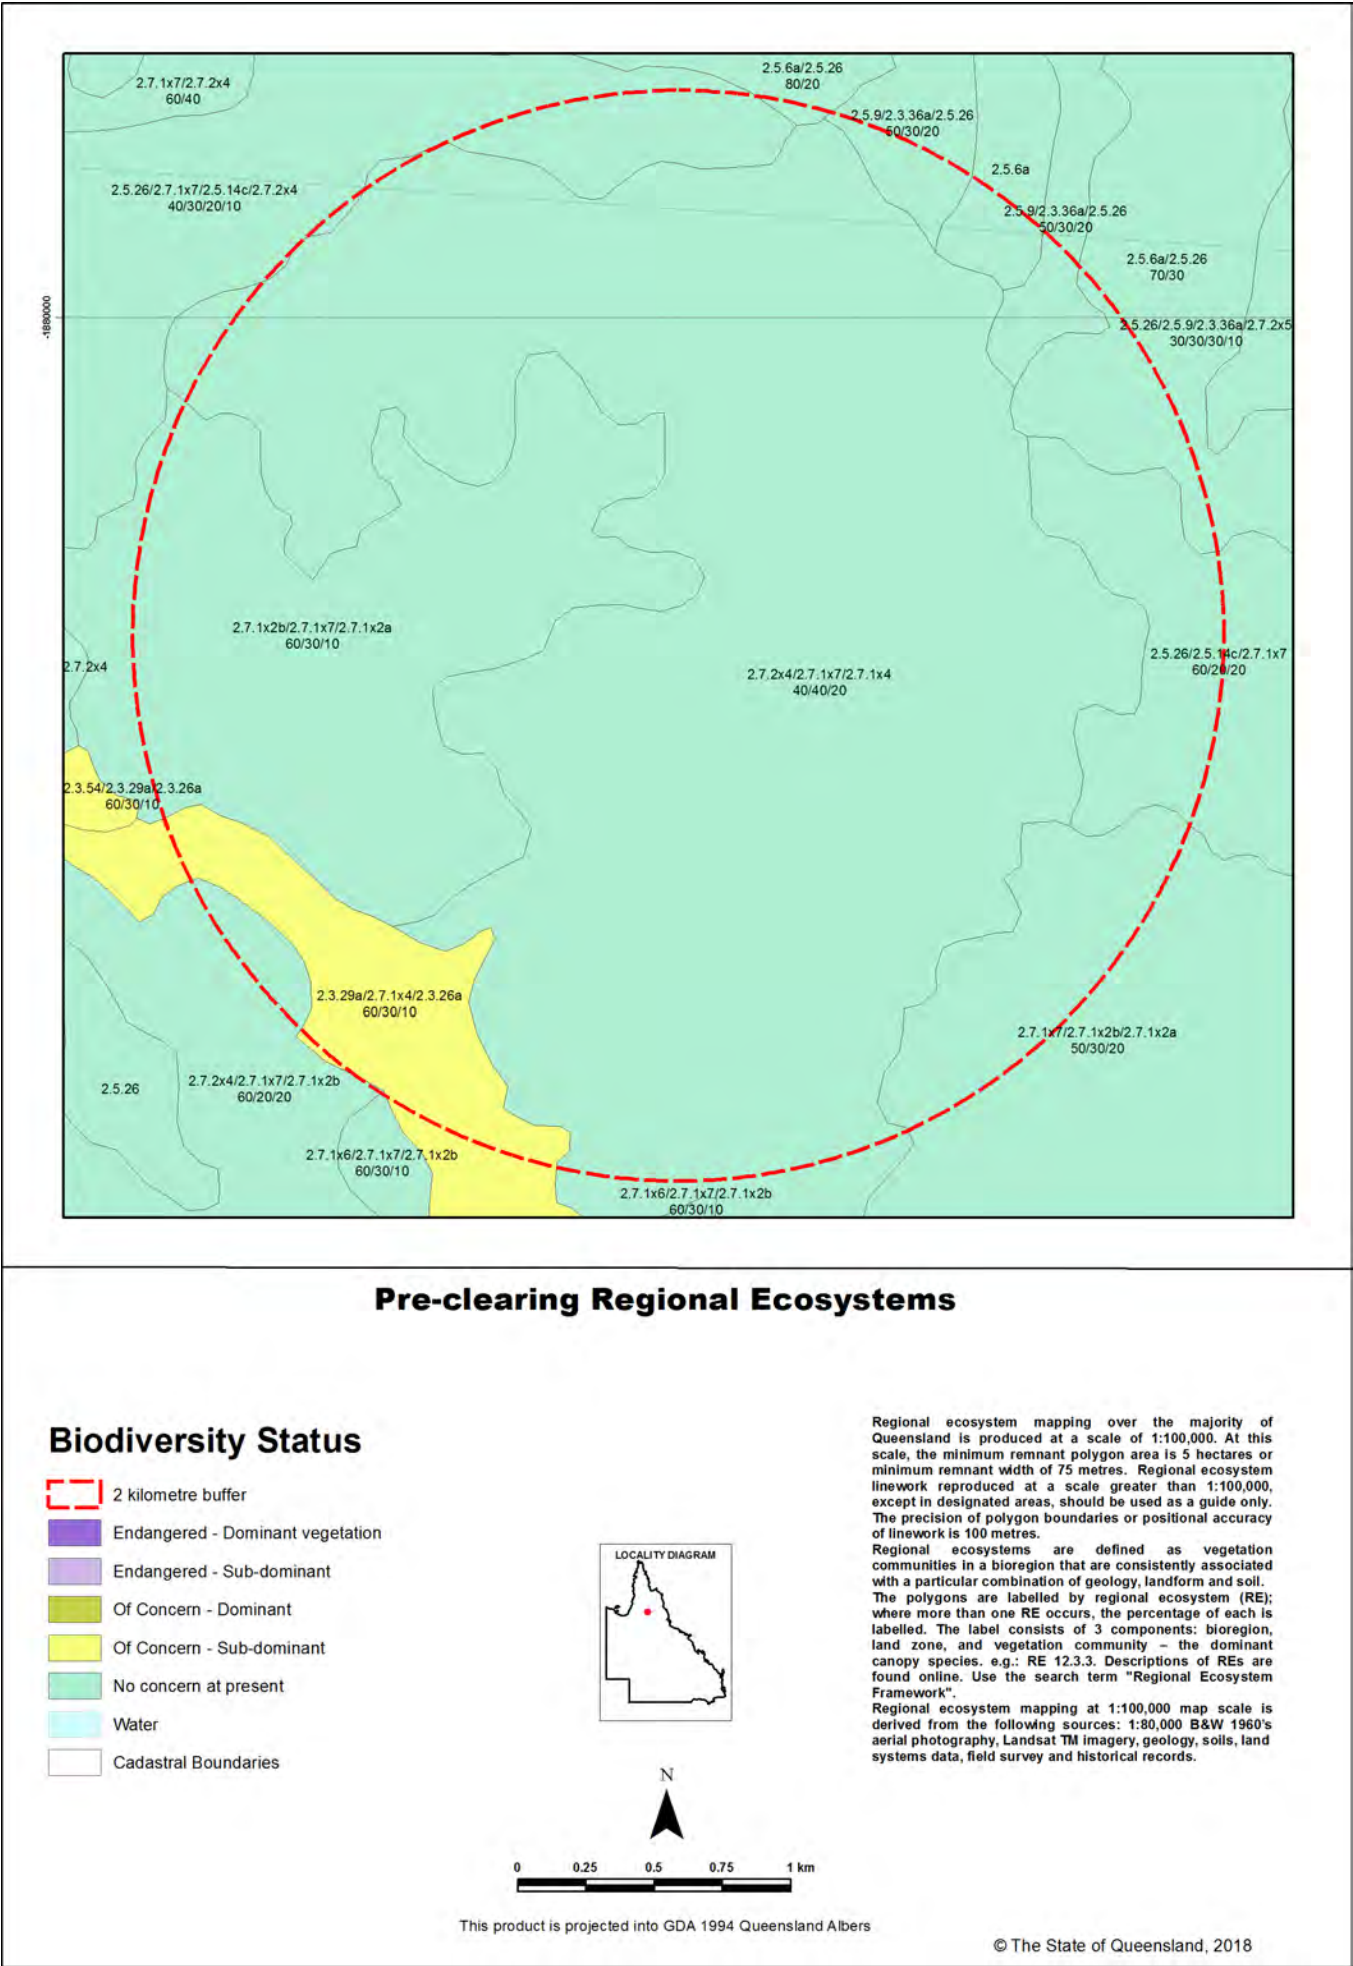 2.7.1x7/2.7.2x4
60/40
2.5.6a/2.5.26
80/20
2.5.9/2.3.36a/2.5.26
50/30/20
2.5.6a
2.5.26/2.7.1x7/2.5.14c/2.7.2x4
40/30/20/10
2.5.9/2.3.36a/2.5.26
50/30/20
2.5.6a/2.5.26
70/30
-1880000
2.5.26/2.5.9/2.3.36a/2.7.2x5
30/30/30/10
2.7.1x2b/2.7.1x7/2.7.1x2a
60/30/10
2.7.2x4
2.7.2x4/2.7.1x7/2.7.1x4
40/40/20
2.5.26/2.5.14c/2.7.1x7
60/20/20
2.3.54/2.3.29a/2.3.26a
60/30/10
2.3.29a/2.7.1x4/2.3.26a
60/30/10
2.7.1x7/2.7.1x2b/2.7.1x2a
50/30/20
2.5.26
2.7.2x4/2.7.1x7/2.7.1x2b
60/20/20
2.7.1x6/2.7.1x7/2.7.1x2b
60/30/10
2.7.1x6/2.7.1x7/2.7.1x2b
60/30/10
Pre-clearing Regional Ecosystems
Biodiversity Status
2 kilometre buffer
Endangered - Dominant vegetation
Endangered - Sub-dominant
Of Concern - Dominant
Of Concern - Sub-dominant
No concern at present
Water
Cadastral Boundaries
LOCALITY DIAGRAM
N
0 0.25 0.5 0.75 1 km
This product is projected into GDA 1994 Queensland Albers
Regional ecosystem mapping over the majority of
Queensland is produced at a scale of 1:100,000. At this
scale, the minimum remnant polygon area is 5 hectares or
minimum remnant width of 75 metres. Regional ecosystem
linework reproduced at a scale greater than 1:100,000,
except in designated areas, should be used as a guide only.
The precision of polygon boundaries or positional accuracy
of linework is 100 metres.
Regional ecosystems are defined as vegetation
communities in a bioregion that are consistently associated
with a particular combination of geology, landform and soil.
The polygons are labelled by regional ecosystem (RE);
where more than one RE occurs, the percentage of each is
labelled. The label consists of 3 components: bioregion,
land zone, and vegetation community – the dominant
canopy species. e.g.: RE 12.3.3. Descriptions of REs are
found online. Use the search term "Regional Ecosystem
Framework".
Regional ecosystem mapping at 1:100,000 map scale is
derived from the following sources: 1:80,000 B&W 1960's
aerial photography, Landsat TM imagery, geology, soils, land
systems data, field survey and historical records.
© The State of Queensland, 2018